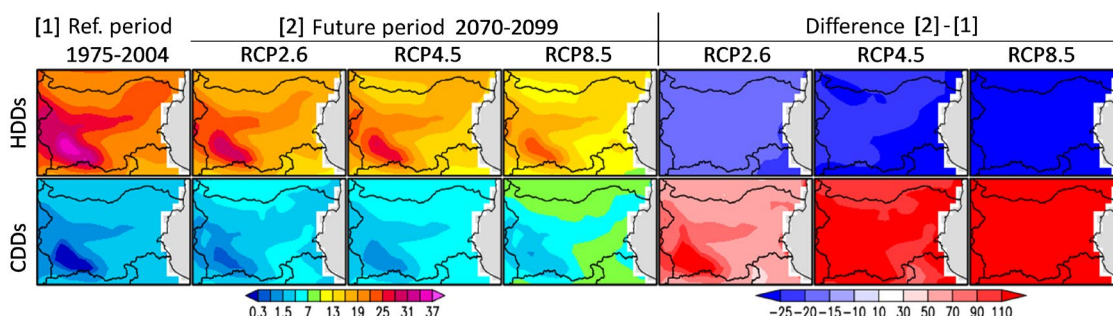 [1] Ref. period [2] Future period 2070-2099 Difference [2]-[1]
1975-2004 RCP2.6 RCP4.5 RCP8.5 RCP2.6 RCP4.5 RCP8.5
HDDs
CDDs
0.3 1.5 7 13 19 25 31 37
-25 -20 -15 -10 10 30 50 70 90 110